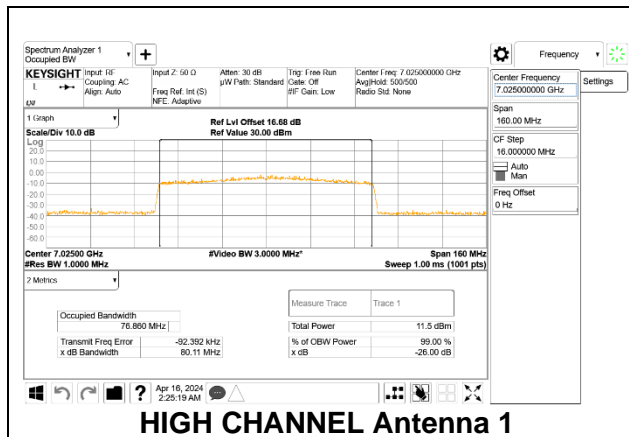 Spectrum Analyzer 1
Occupied BW
+
Frequency
KEYSIGHT Input: RF
Coupling: AC
Align: Auto
Input Z: 50 Ω
Freq Ref: Int (S)
NFE: Adaptive
Atten: 30 dB
µW Path: Standard
Trig: Free Run
Gate: Off
#IF Gain: Low
Center Freq: 7.025000000 GHz
Avg|Hold: 500/500
Radio Std: None
Center Frequency
7.025000000 GHz
Settings
Span
160.00 MHz
CF Step
16.000000 MHz
Auto
Man
Freq Offset
0 Hz
1 Graph
Scale/Div 10.0 dB
Ref Lvl Offset 16.68 dB
Ref Value 30.00 dBm
Log
20.0
10.0
0.00
-10.0
-20.0
-30.0
-40.0
-50.0
-60.0
Center 7.02500 GHz
#Video BW 3.0000 MHz*
Span 160 MHz
#Res BW 1.0000 MHz
Sweep 1.00 ms (1001 pts)
2 Metrics
Measure Trace
Trace 1
Occupied Bandwidth
76.860 MHz
Total Power
11.5 dBm
Transmit Freq Error
-92.392 kHz
% of OBW Power
99.00 %
x dB Bandwidth
80.11 MHz
x dB
-26.00 dB
?
Apr 16, 2024
2:25:19 AM
HIGH CHANNEL Antenna 1